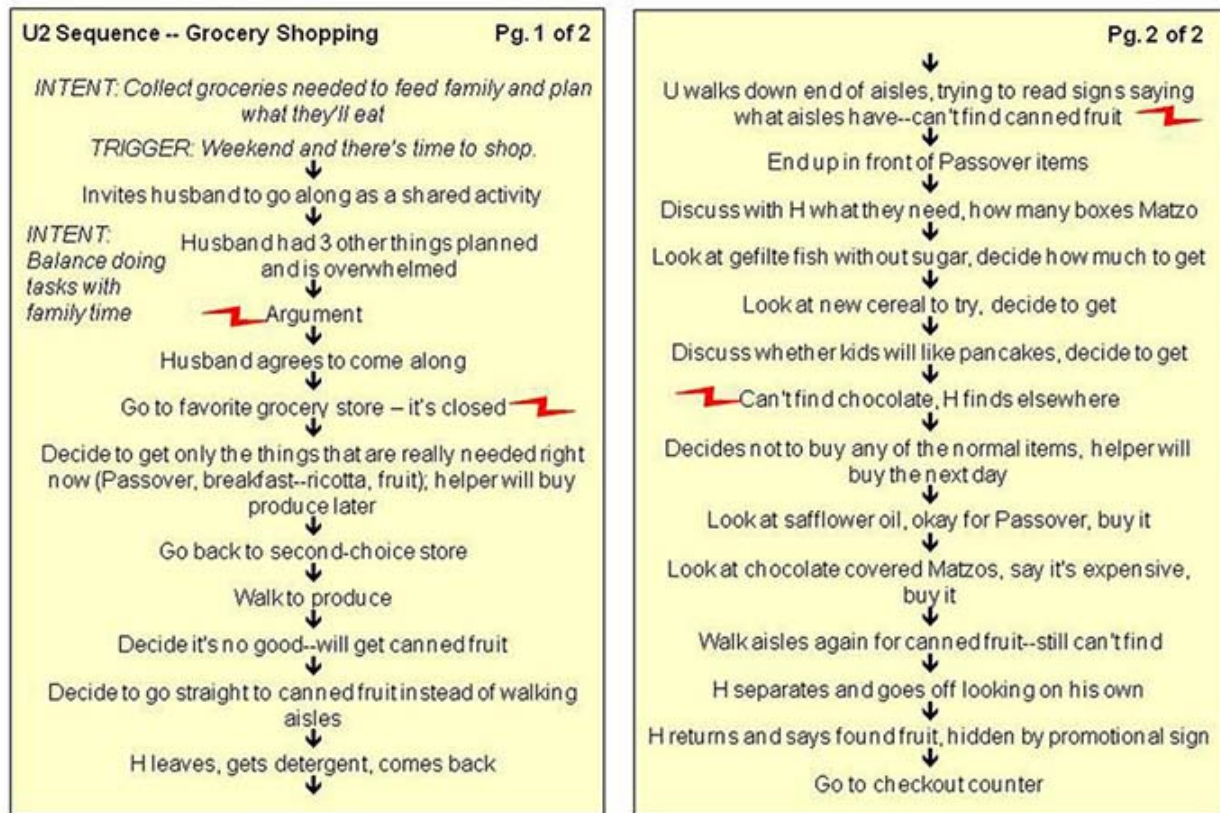 U2 Sequence -- Grocery Shopping Pg. 1 of 2
INTENT: Collect groceries needed to feed family and plan
what they'll eat
TRIGGER: Weekend and there's time to shop.
Invites husband to go along as a shared activity
INTENT:
Balance doing
tasks with
family time
Husband had 3 other things planned
and is overwhelmed
Argument
Husband agrees to come along
Go to favorite grocery store – it's closed
Decide to get only the things that are really needed right
now (Passover, breakfast--ricotta, fruit); helper will buy
produce later
Go back to second-choice store
Walk to produce
Decide it's no good--will get canned fruit
Decide to go straight to canned fruit instead of walking
aisles
H leaves, gets detergent, comes back
Pg. 2 of 2
U walks down end of aisles, trying to read signs saying
what aisles have--can't find canned fruit
End up in front of Passover items
Discuss with H what they need, how many boxes Matzo
Look at gefilte fish without sugar, decide how much to get
Look at new cereal to try, decide to get
Discuss whether kids will like pancakes, decide to get
Can't find chocolate, H finds elsewhere
Decides not to buy any of the normal items, helper will
buy the next day
Look at safflower oil, okay for Passover, buy it
Look at chocolate covered Matzos, say it's expensive,
buy it
Walk aisles again for canned fruit--still can't find
H separates and goes off looking on his own
H returns and says found fruit, hidden by promotional sign
Go to checkout counter